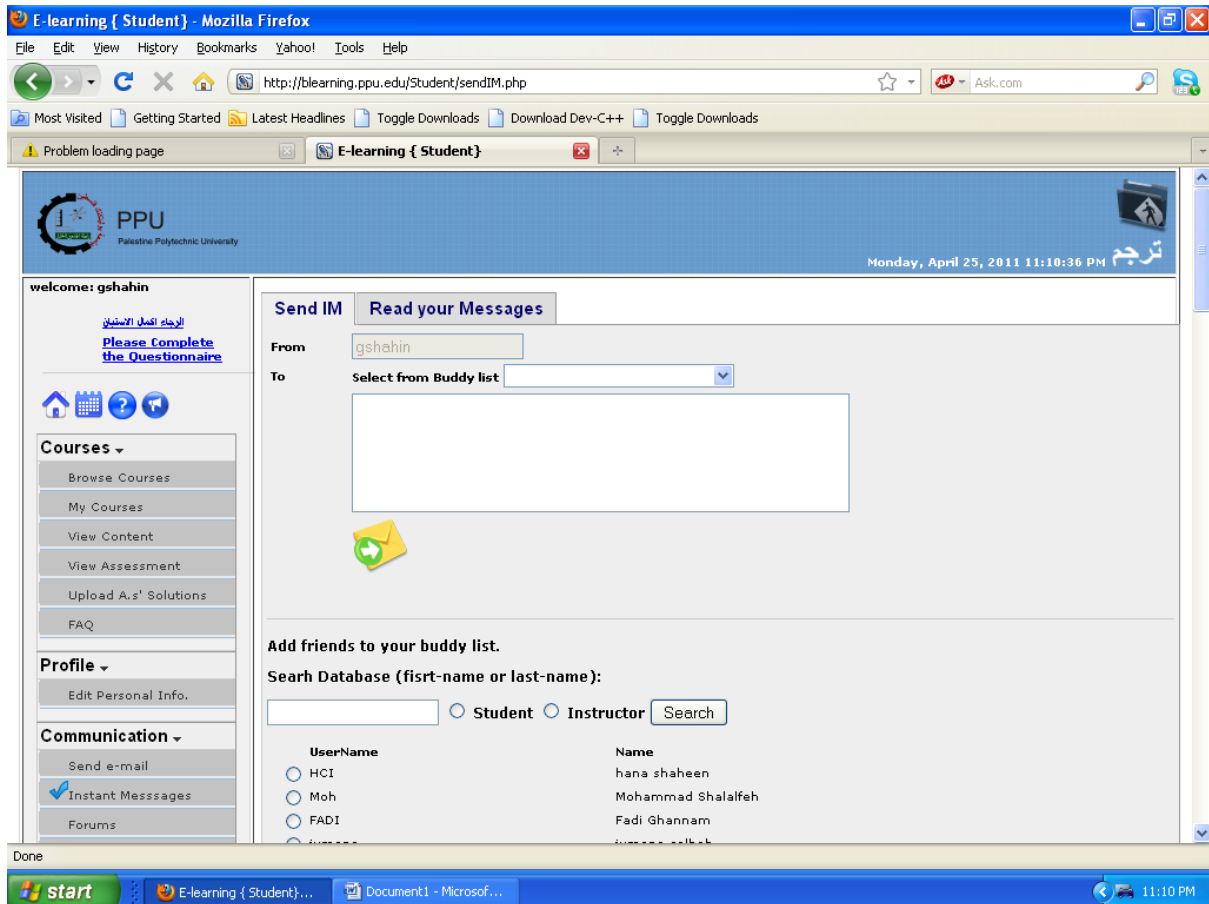 E-learning { Student} - Mozilla Firefox
File Edit View History Bookmarks Yahoo! Tools Help
http://blearning.ppu.edu/Student/sendIM.php
Ask Ask.com
Most Visited Getting Started Latest Headlines Toggle Downloads Download Dev-C++ Toggle Downloads
Problem loading page E-learning { Student}
PPU
Palestine Polytechnic University
Monday, April 25, 2011 11:10:36 PM ترجم
welcome: gshahin
الرجاء اكمال الاستبيان
Please Complete
the Questionnaire
Courses
Browse Courses
My Courses
View Content
View Assessment
Upload A.s' Solutions
FAQ
Profile
Edit Personal Info.
Communication
Send e-mail
Instant Messsages
Forums
Send IM Read your Messages
From gshahin
To Select from Buddy list
Add friends to your buddy list.
Searh Database (fisrt-name or last-name):
Student Instructor Search
UserName Name
HCI hana shaheen
Moh Mohammad Shalalfeh
FADI Fadi Ghannam
Done
start E-learning { Student}... Document1 - Microsof... 11:10 PM